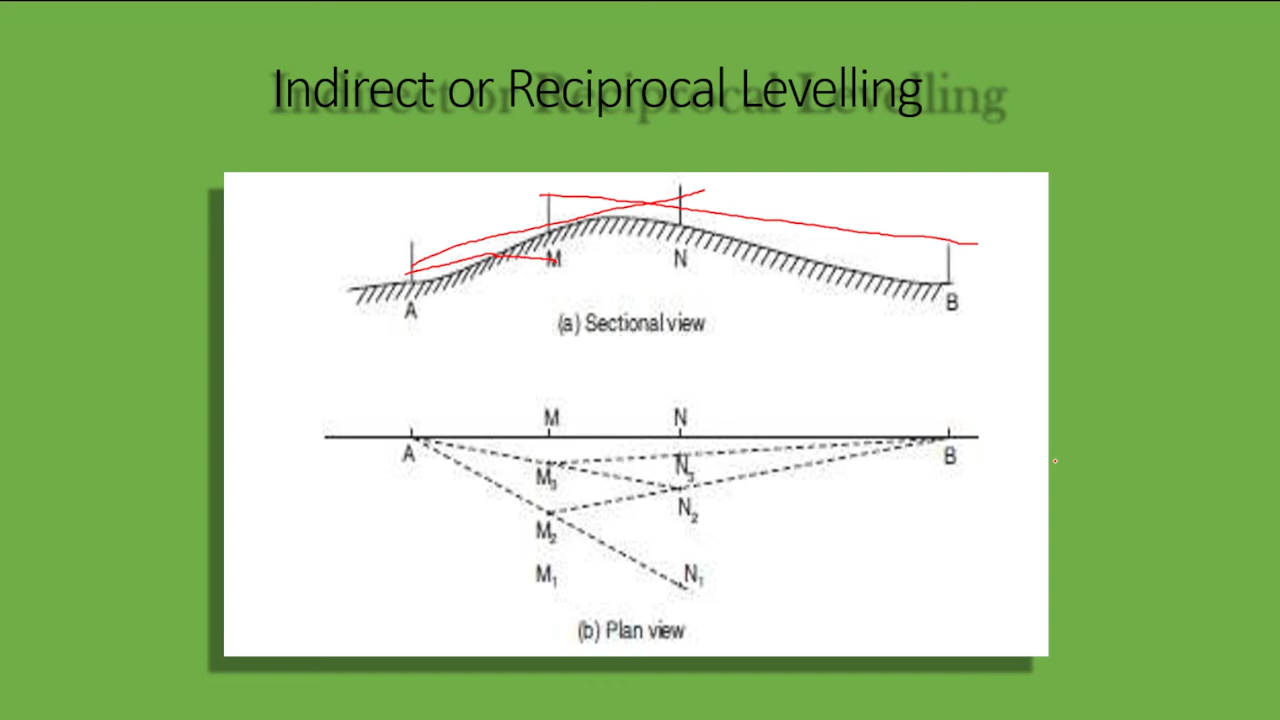 Indirect or Reciprocal Levelling
M N
A B
(a) Sectional view
M N
A B
M₃ N₃
N₂
M₂
M₁ N₁
(b) Plan view